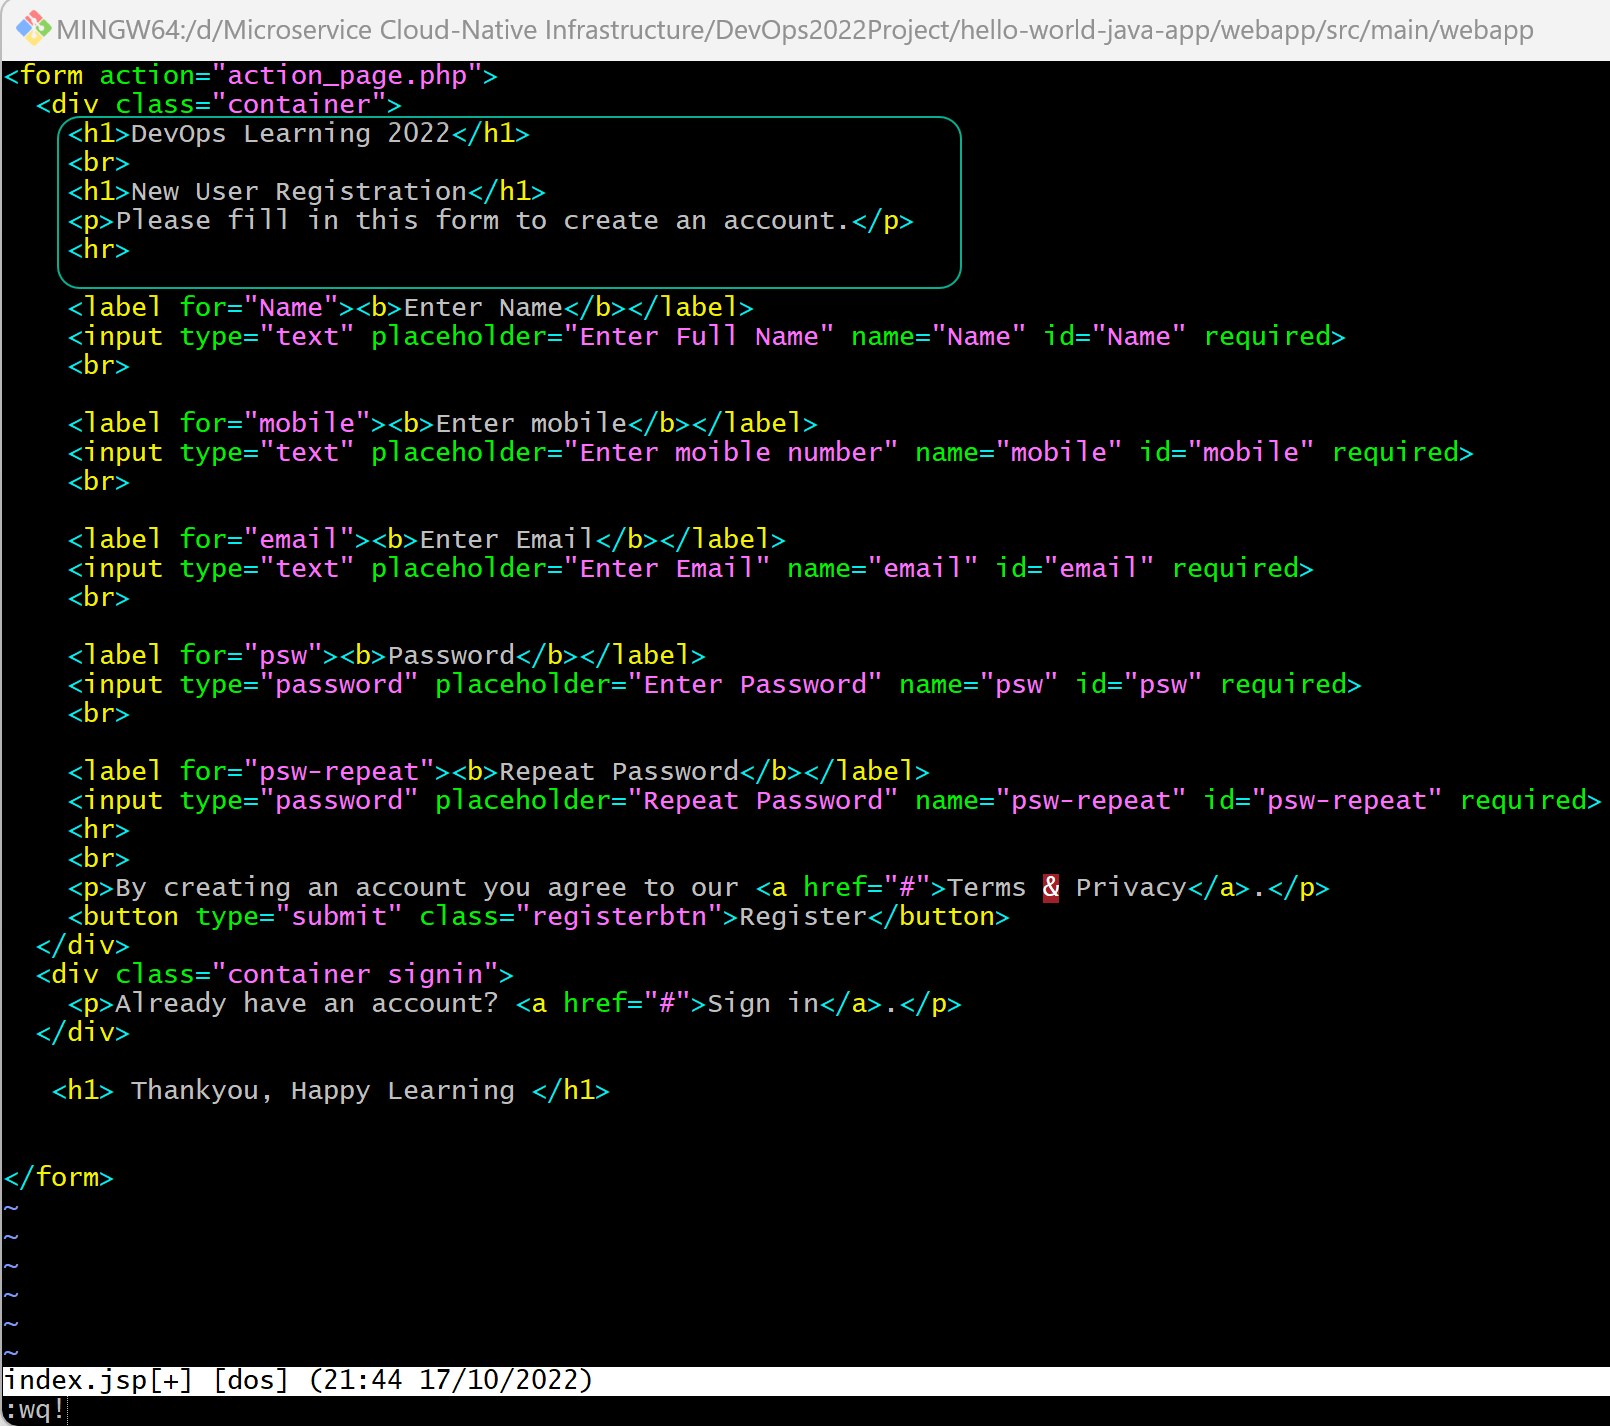 MINGW64:/d/Microservice Cloud-Native Infrastructure/DevOps2022Project/hello-world-java-app/webapp/src/main/webapp
<form action="action_page.php">
  <div class="container">
    <h1>DevOps Learning 2022</h1>
    <br>
    <h1>New User Registration</h1>
    <p>Please fill in this form to create an account.</p>
    <hr>

    <label for="Name"><b>Enter Name</b></label>
    <input type="text" placeholder="Enter Full Name" name="Name" id="Name" required>
    <br>

    <label for="mobile"><b>Enter mobile</b></label>
    <input type="text" placeholder="Enter moible number" name="mobile" id="mobile" required>
    <br>

    <label for="email"><b>Enter Email</b></label>
    <input type="text" placeholder="Enter Email" name="email" id="email" required>
    <br>

    <label for="psw"><b>Password</b></label>
    <input type="password" placeholder="Enter Password" name="psw" id="psw" required>
    <br>

    <label for="psw-repeat"><b>Repeat Password</b></label>
    <input type="password" placeholder="Repeat Password" name="psw-repeat" id="psw-repeat" required>
    <hr>
    <br>
    <p>By creating an account you agree to our <a href="#">Terms & Privacy</a>.</p>
    <button type="submit" class="registerbtn">Register</button>
  </div>
  <div class="container signin">
    <p>Already have an account? <a href="#">Sign in</a>.</p>
  </div>

   <h1> Thankyou, Happy Learning </h1>


</form>
~
~
~
~
~
~
index.jsp[+] [dos] (21:44 17/10/2022)
:wq!